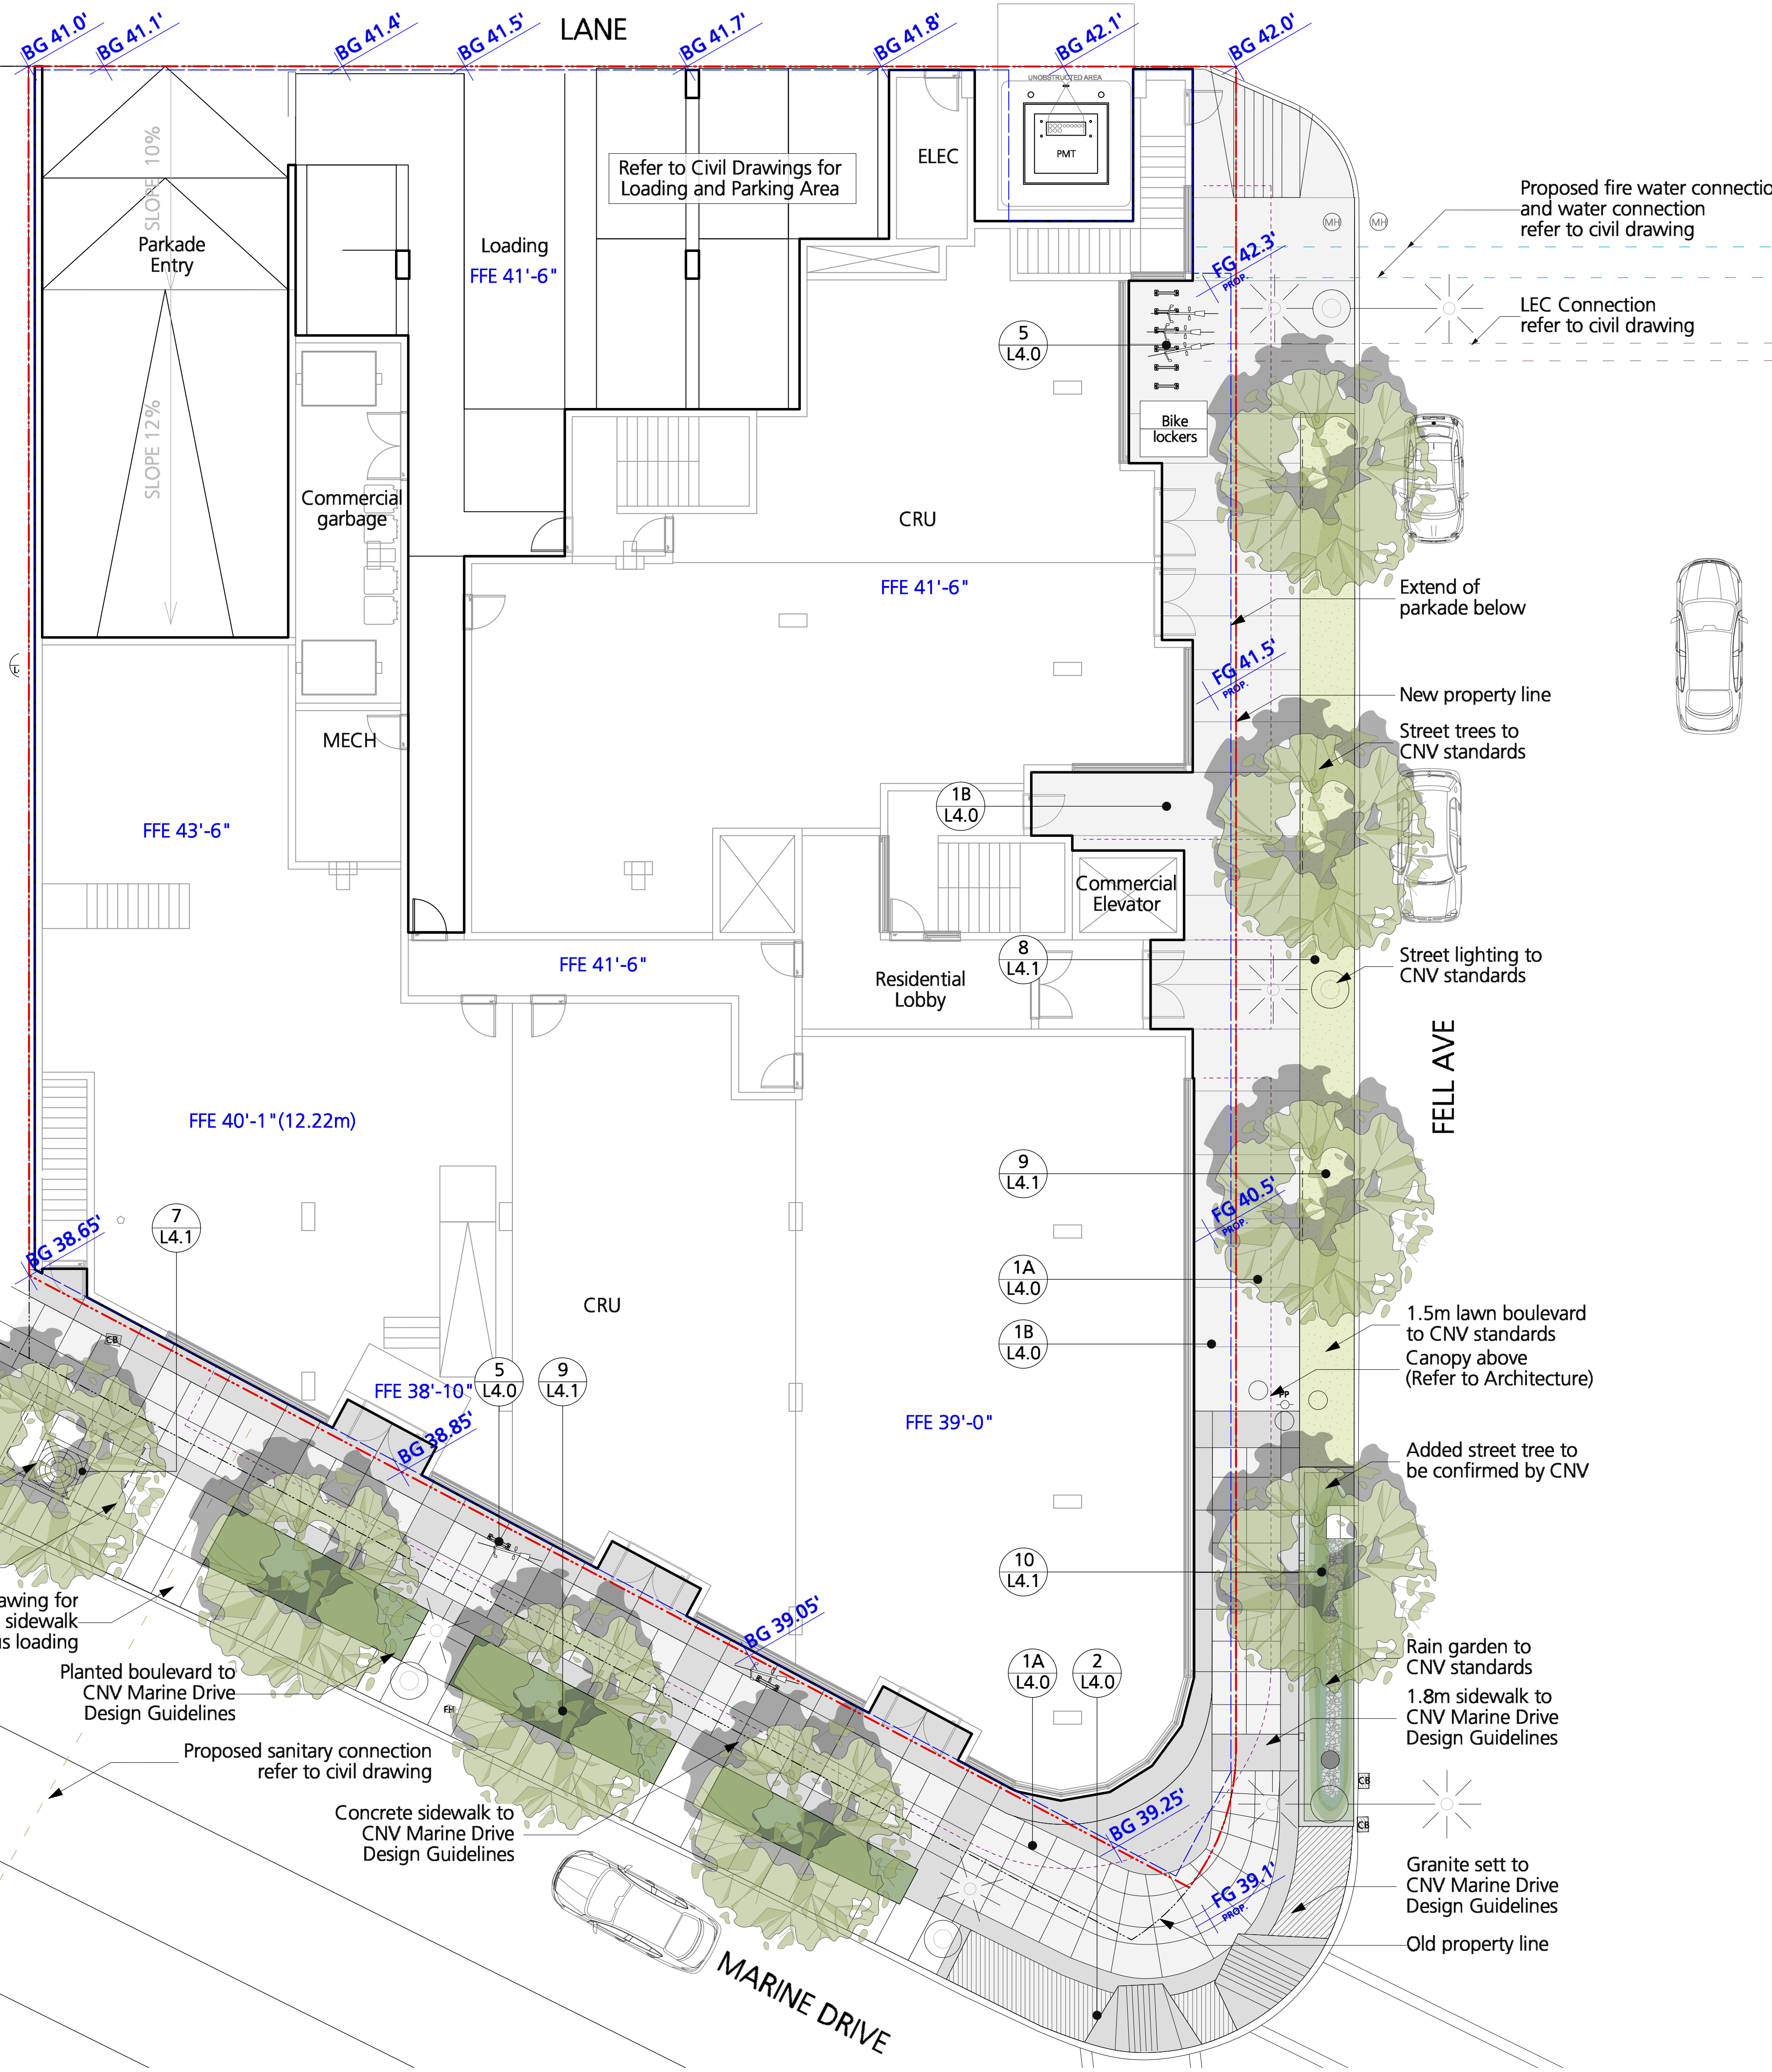 LANE
BG 41.0'
BG 41.1'
BG 41.4'
BG 41.5'
BG 41.7'
BG 41.8'
BG 42.1'
BG 42.0'
UNOBSTRUCTED AREA
PMT
ELEC
SLOPE 10%
Parkade
Entry
SLOPE 12%
Loading
FFE 41'-6"
Refer to Civil Drawings for
Loading and Parking Area
MH
MH
Proposed fire water connectio
and water connection
refer to civil drawing
FG 42.3'
PROP.
LEC Connection
refer to civil drawing
5
L4.0
Bike
lockers
Commercial
garbage
CRU
FFE 41'-6"
Extend of
parkade below
FG 41.5'
PROP.
New property line
Street trees to
CNV standards
MECH
FFE 43'-6"
1B
L4.0
Commercial
Elevator
8
L4.1
Street lighting to
CNV standards
FFE 41'-6"
Residential
Lobby
FELL AVE
FFE 40'-1"(12.22m)
9
L4.1
FG 40.5'
PROP.
7
L4.1
BG 38.65'
1A
L4.0
1B
L4.0
CRU
CB
1.5m lawn boulevard
to CNV standards
Canopy above
(Refer to Architecture)
PP
FFE 38'-10"
5
L4.0
9
L4.1
BG 38.85'
FFE 39'-0"
Added street tree to
be confirmed by CNV
10
L4.1
awing for
sidewalk
us loading
BG 39.05'
Rain garden to
CNV standards
1A
L4.0
2
L4.0
Planted boulevard to
CNV Marine Drive
Design Guidelines
FH
1.8m sidewalk to
CNV Marine Drive
Design Guidelines
Proposed sanitary connection
refer to civil drawing
CB
CB
BG 39.25'
Concrete sidewalk to
CNV Marine Drive
Design Guidelines
FG 39.1'
PROP.
Granite sett to
CNV Marine Drive
Design Guidelines
Old property line
MARINE DRIVE